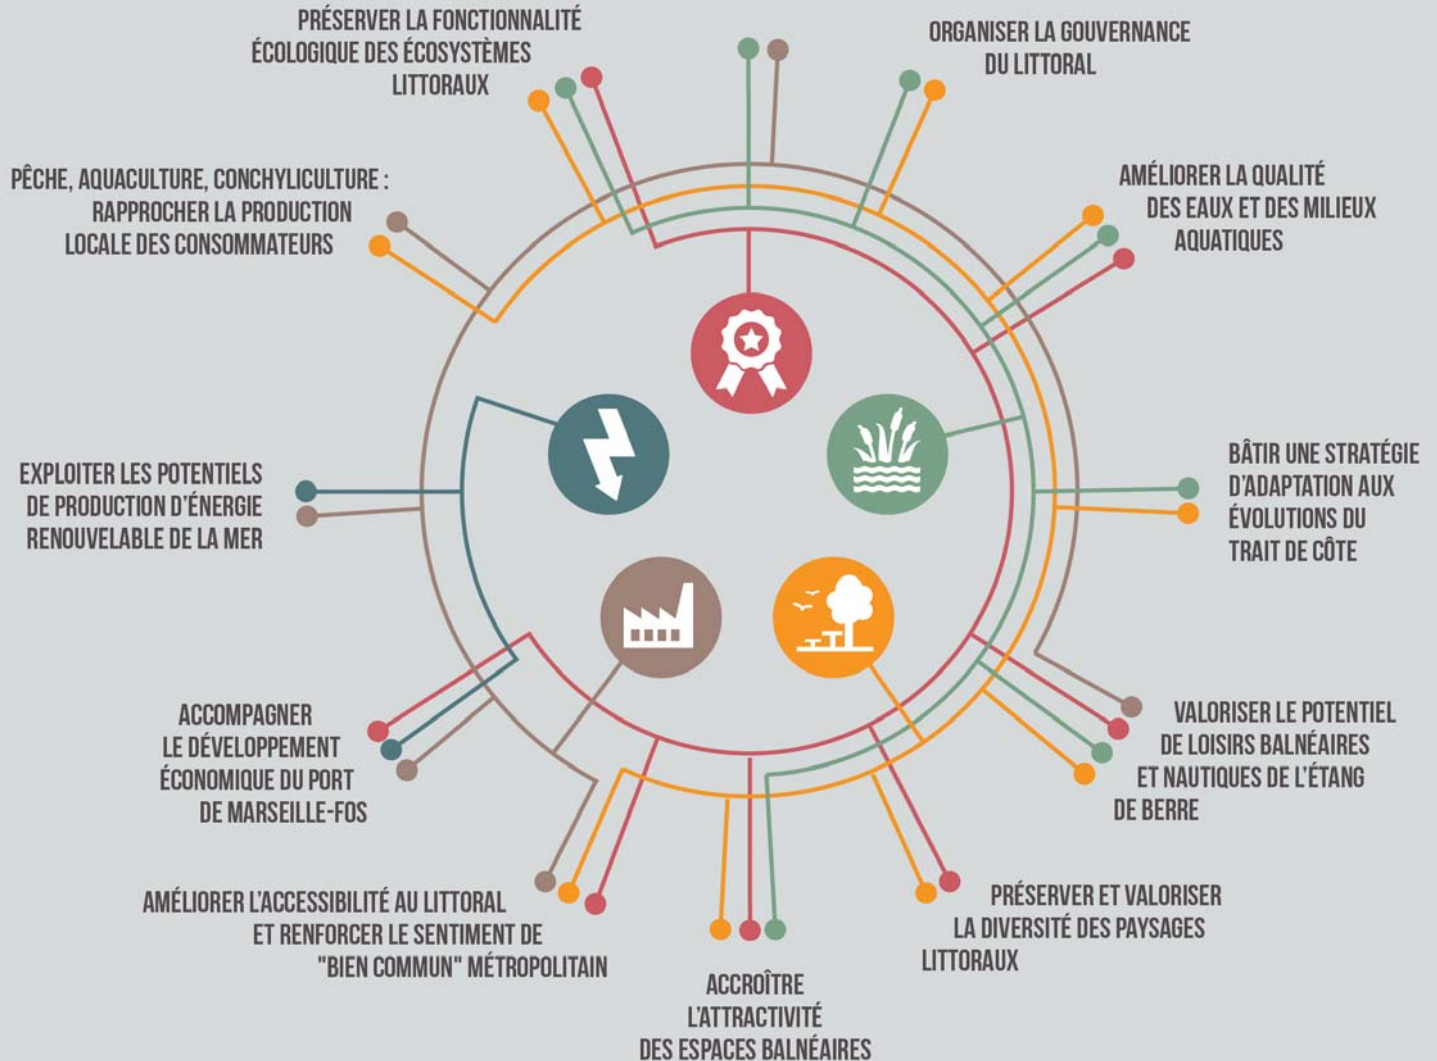 PRÉSERVER LA FONCTIONNALITÉ
ÉCOLOGIQUE DES ÉCOSYSTÈMES
LITTORAUX
ORGANISER LA GOUVERNANCE
DU LITTORAL
PÊCHE, AQUACULTURE, CONCHYLICULTURE :
RAPPROCHER LA PRODUCTION
LOCALE DES CONSOMMATEURS
AMÉLIORER LA QUALITÉ
DES EAUX ET DES MILIEUX
AQUATIQUES
EXPLOITER LES POTENTIELS
DE PRODUCTION D'ÉNERGIE
RENOUVELABLE DE LA MER
BÂTIR UNE STRATÉGIE
D'ADAPTATION AUX
ÉVOLUTIONS DU
TRAIT DE CÔTE
ACCOMPAGNER
LE DÉVELOPPEMENT
ÉCONOMIQUE DU PORT
DE MARSEILLE-FOS
VALORISER LE POTENTIEL
DE LOISIRS BALNÉAIRES
ET NAUTIQUES DE L'ÉTANG
DE BERRE
AMÉLIORER L'ACCESSIBILITÉ AU LITTORAL
ET RENFORCER LE SENTIMENT DE
"BIEN COMMUN" MÉTROPOLITAIN
PRÉSERVER ET VALORISER
LA DIVERSITÉ DES PAYSAGES
LITTORAUX
ACCROÎTRE
L'ATTRACTIVITÉ
DES ESPACES BALNÉAIRES